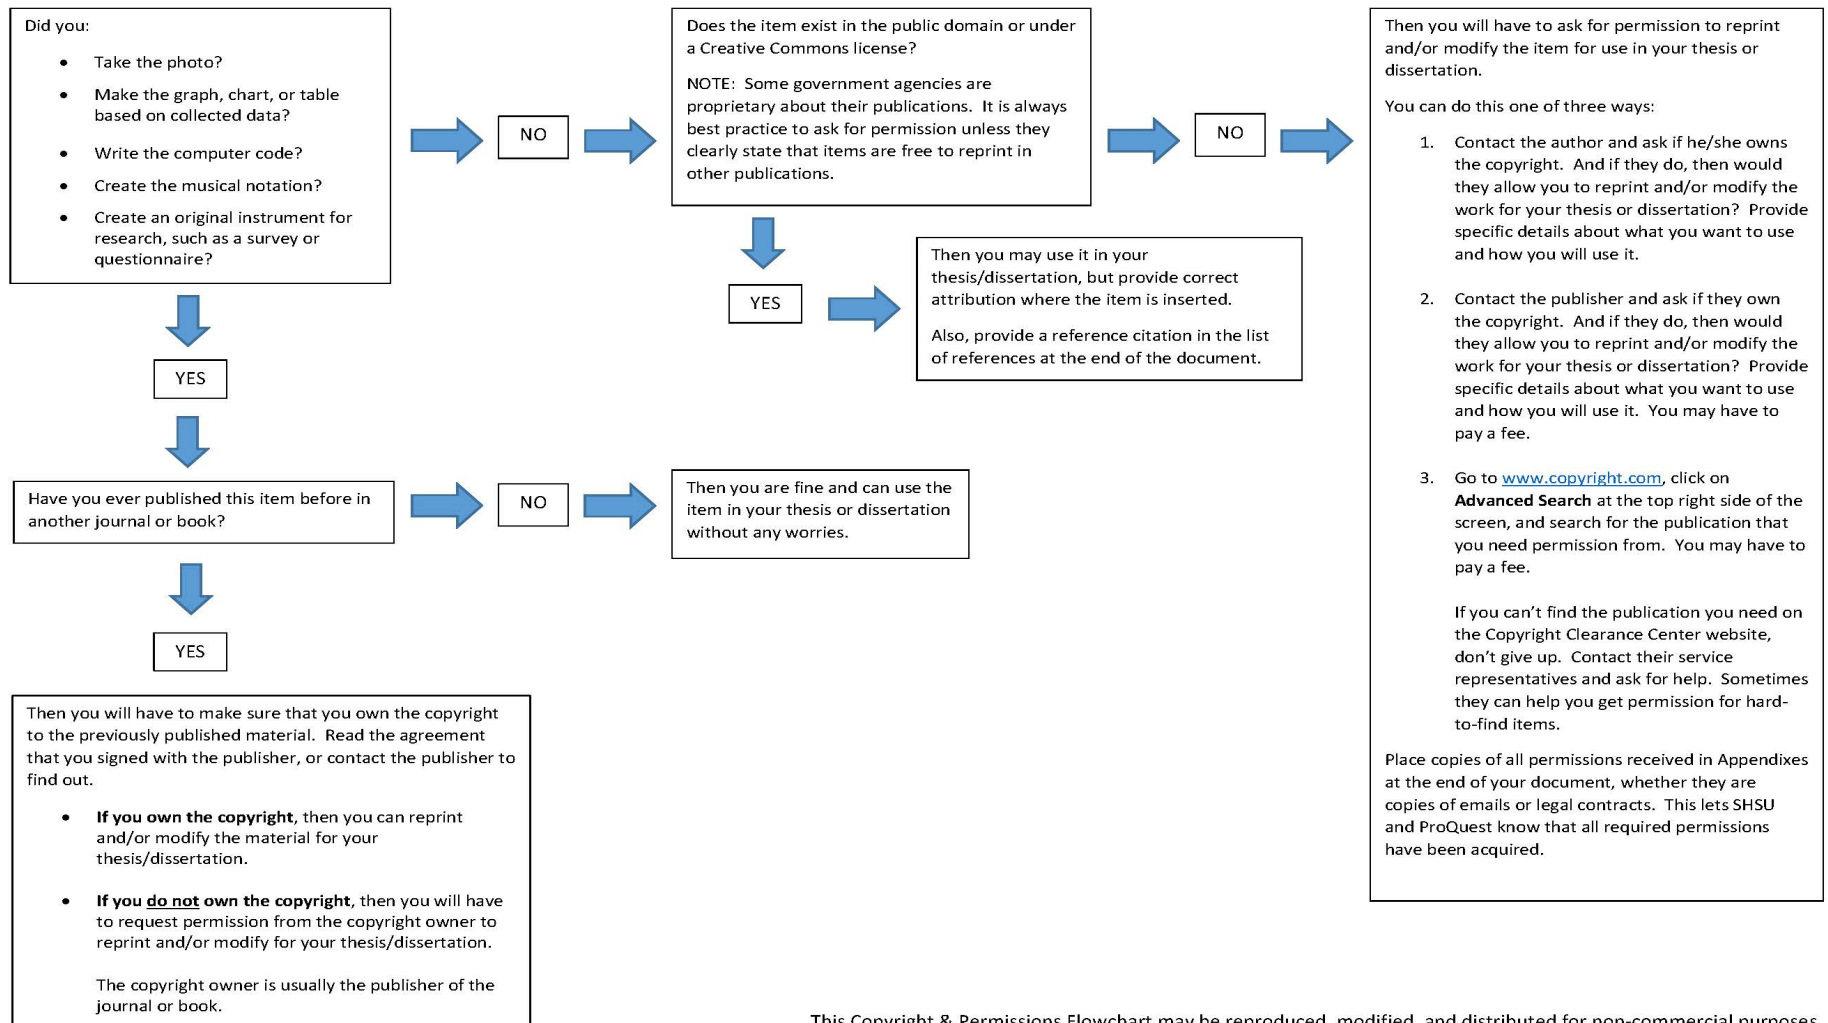 Did you:
• Take the photo?
• Make the graph, chart, or table
based on collected data?
• Write the computer code?
• Create the musical notation?
• Create an original instrument for
research, such as a survey or
questionnaire?
NO
Does the item exist in the public domain or under
a Creative Commons license?
NOTE:  Some government agencies are
proprietary about their publications.  It is always
best practice to ask for permission unless they
clearly state that items are free to reprint in
other publications.
NO
Then you will have to ask for permission to reprint
and/or modify the item for use in your thesis or
dissertation.
You can do this one of three ways:
1. Contact the author and ask if he/she owns
the copyright.  And if they do, then would
they allow you to reprint and/or modify the
work for your thesis or dissertation?  Provide
specific details about what you want to use
and how you will use it.
2. Contact the publisher and ask if they own
the copyright.  And if they do, then would
they allow you to reprint and/or modify the
work for your thesis or dissertation?  Provide
specific details about what you want to use
and how you will use it.  You may have to
pay a fee.
3. Go to www.copyright.com, click on
Advanced Search at the top right side of the
screen, and search for the publication that
you need permission from.  You may have to
pay a fee.
If you can’t find the publication you need on
the Copyright Clearance Center website,
don’t give up.  Contact their service
representatives and ask for help.  Sometimes
they can help you get permission for hard-
to-find items.
Place copies of all permissions received in Appendixes
at the end of your document, whether they are
copies of emails or legal contracts.  This lets SHSU
and ProQuest know that all required permissions
have been acquired.
YES
Then you may use it in your
thesis/dissertation, but provide correct
attribution where the item is inserted.
Also, provide a reference citation in the list
of references at the end of the document.
YES
Have you ever published this item before in
another journal or book?
NO
Then you are fine and can use the
item in your thesis or dissertation
without any worries.
YES
Then you will have to make sure that you own the copyright
to the previously published material.  Read the agreement
that you signed with the publisher, or contact the publisher to
find out.
• If you own the copyright, then you can reprint
and/or modify the material for your
thesis/dissertation.
• If you do not own the copyright, then you will have
to request permission from the copyright owner to
reprint and/or modify for your thesis/dissertation.
The copyright owner is usually the publisher of the
journal or book.
This Copyright & Permissions Flowchart may be reproduced, modified, and distributed for non-commercial purposes